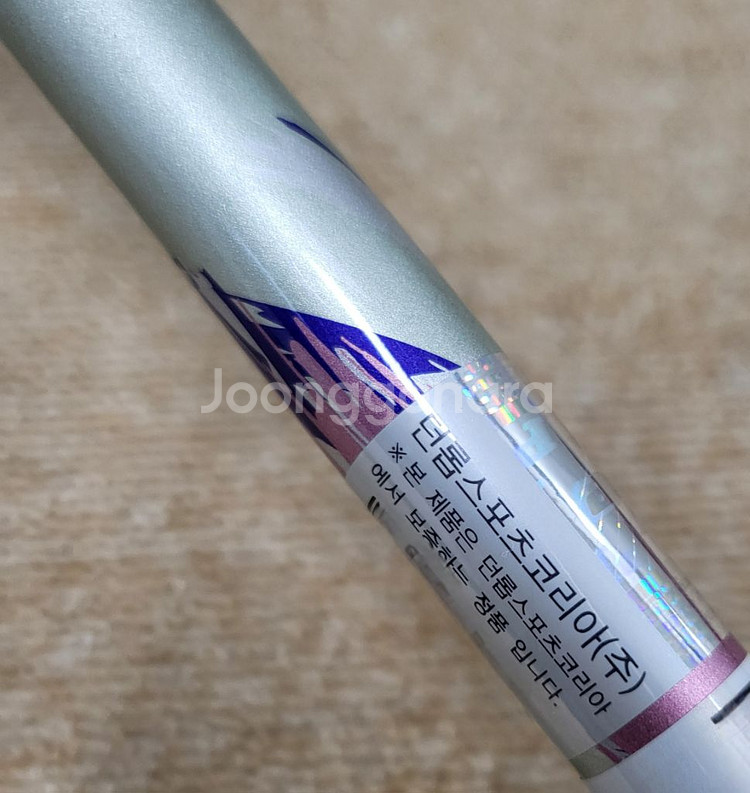 Joonggonara
던롭스포츠코리아(주)
※본 제품은 던롭스포츠코리아
에서 보증하는 정품 입니다.